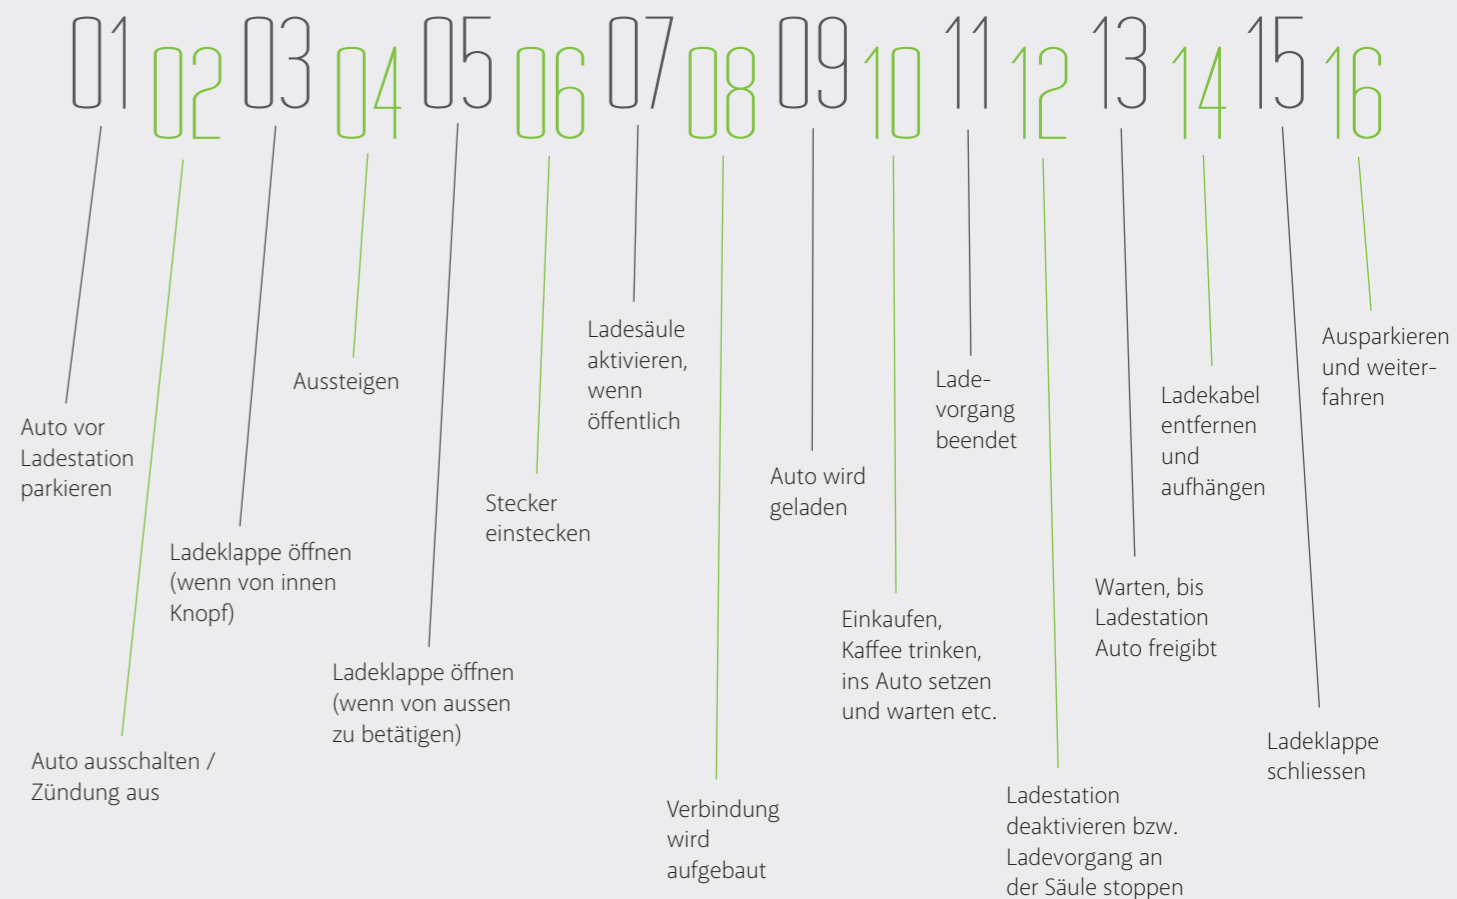 01 02 03 04 05 06 07 08 09 10 11 12 13 14 15 16
Auto vor
Ladestation
parkieren
Auto ausschalten /
Zündung aus
Ladeklappe öffnen
(wenn von innen
Knopf)
Aussteigen
Ladeklappe öffnen
(wenn von aussen
zu betätigen)
Stecker
einstecken
Ladesäule
aktivieren,
wenn
öffentlich
Verbindung
wird
aufgebaut
Auto wird
geladen
Einkaufen,
Kaffee trinken,
ins Auto setzen
und warten etc.
Lade-
vorgang
beendet
Ladestation
deaktivieren bzw.
Ladevorgang an
der Säule stoppen
Warten, bis
Ladestation
Auto freigibt
Ladekabel
entfernen
und
aufhängen
Ladeklappe
schliessen
Ausparkieren
und weiter-
fahren